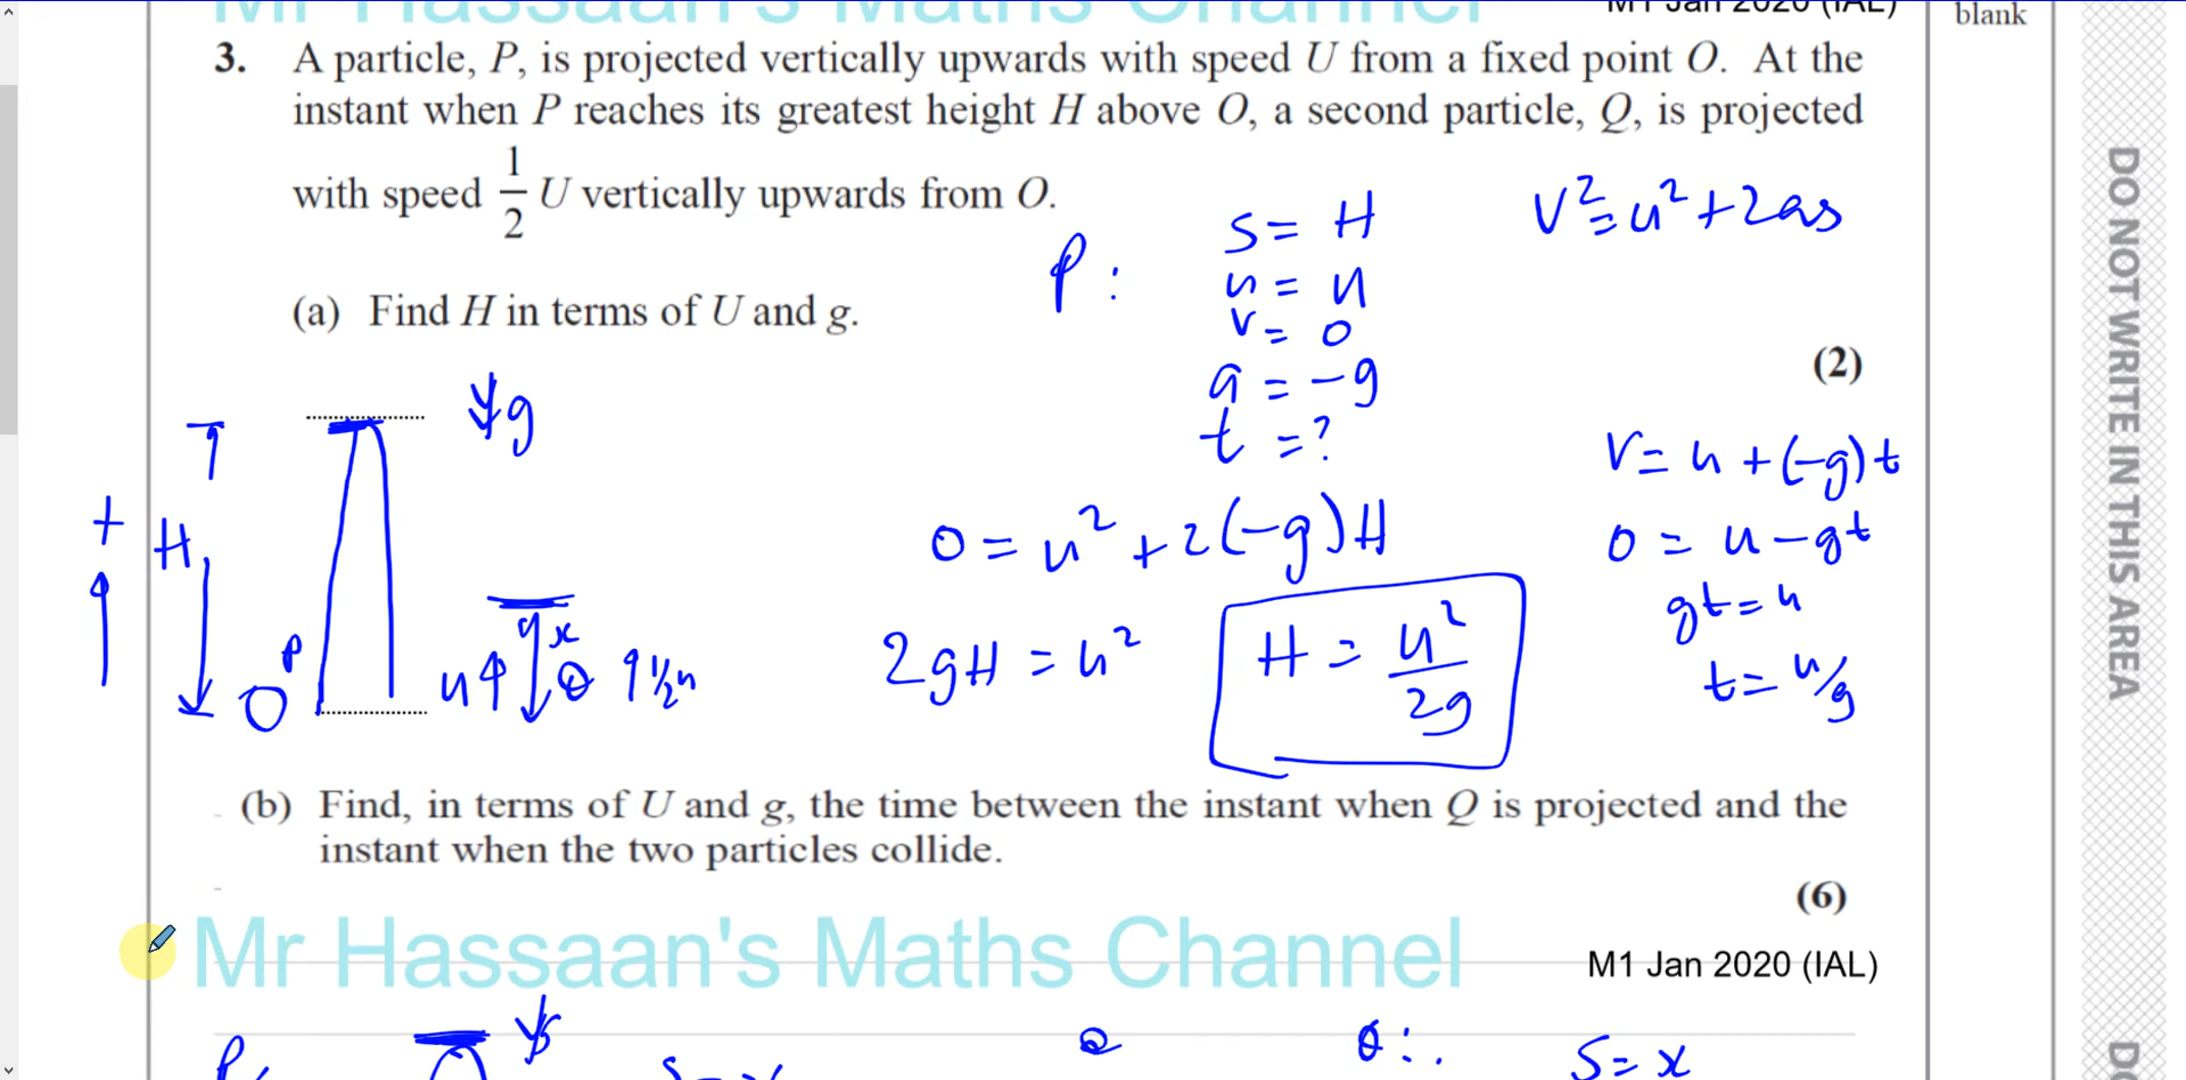 Mr Hassaan's Maths Channel
M1 Jan 2020 (IAL)
blank
3. A particle, P, is projected vertically upwards with speed U from a fixed point O. At the
instant when P reaches its greatest height H above O, a second particle, Q, is projected
with speed 1/2 U vertically upwards from O.
P:
s = H
u = u
v = 0
a = -g
t = ?
v² = u² + 2as
(a) Find H in terms of U and g.
(2)
↓g
+
H
P
O
u
x
Q
½u
0 = u² + 2(-g)H
2gH = u²
H = u²/2g
v = u + (-g)t
0 = u - gt
gt = u
t = u/g
(b) Find, in terms of U and g, the time between the instant when Q is projected and the
instant when the two particles collide.
(6)
Mr Hassaan's Maths Channel
M1 Jan 2020 (IAL)
P
Q
Q:
S = x
DO NOT WRITE IN THIS AREA